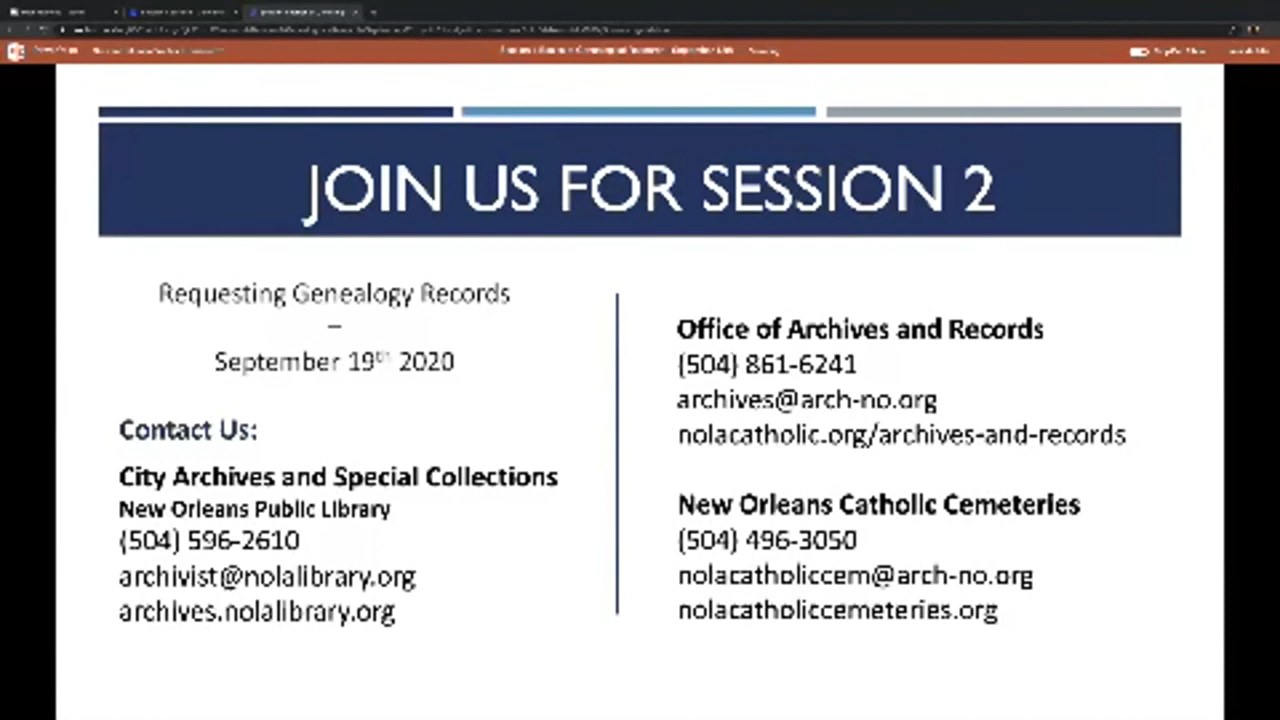 JOIN US FOR SESSION 2
Requesting Genealogy Records
–
September 19th 2020
Contact Us:
City Archives and Special Collections
New Orleans Public Library
(504) 596-2610
archivist@nolalibrary.org
archives.nolalibrary.org
Office of Archives and Records
(504) 861-6241
archives@arch-no.org
nolacatholic.org/archives-and-records
New Orleans Catholic Cemeteries
(504) 496-3050
nolacatholiccem@arch-no.org
nolacatholiccemeteries.org